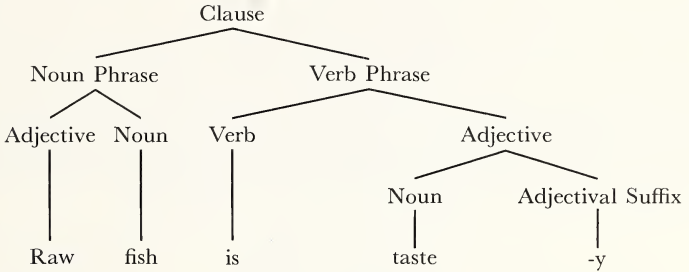 Clause
Noun Phrase Verb Phrase
Adjective Noun Verb Adjective
Noun Adjectival Suffix
Raw fish is taste -y